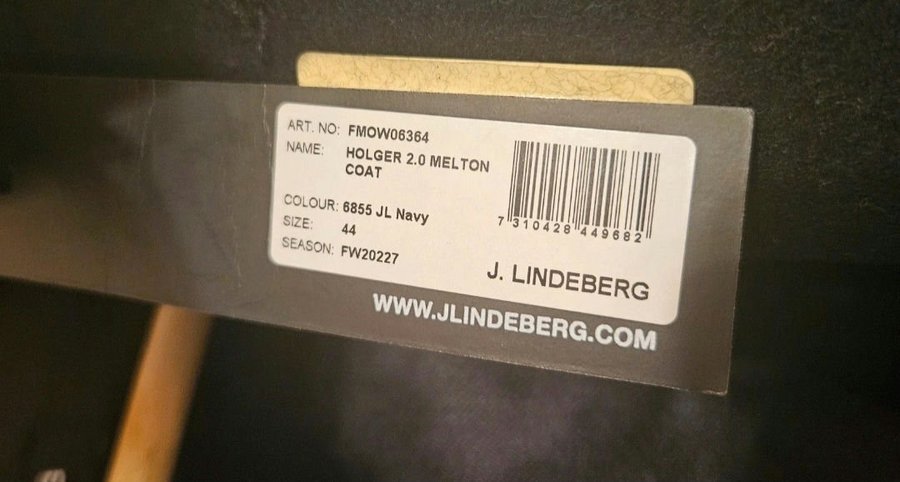 ART. NO: FMOW06364
NAME: HOLGER 2.0 MELTON
COAT
COLOUR: 6855 JL Navy
SIZE: 44
SEASON: FW20227
7 310428 449682
J. LINDEBERG
WWW.JLINDEBERG.COM